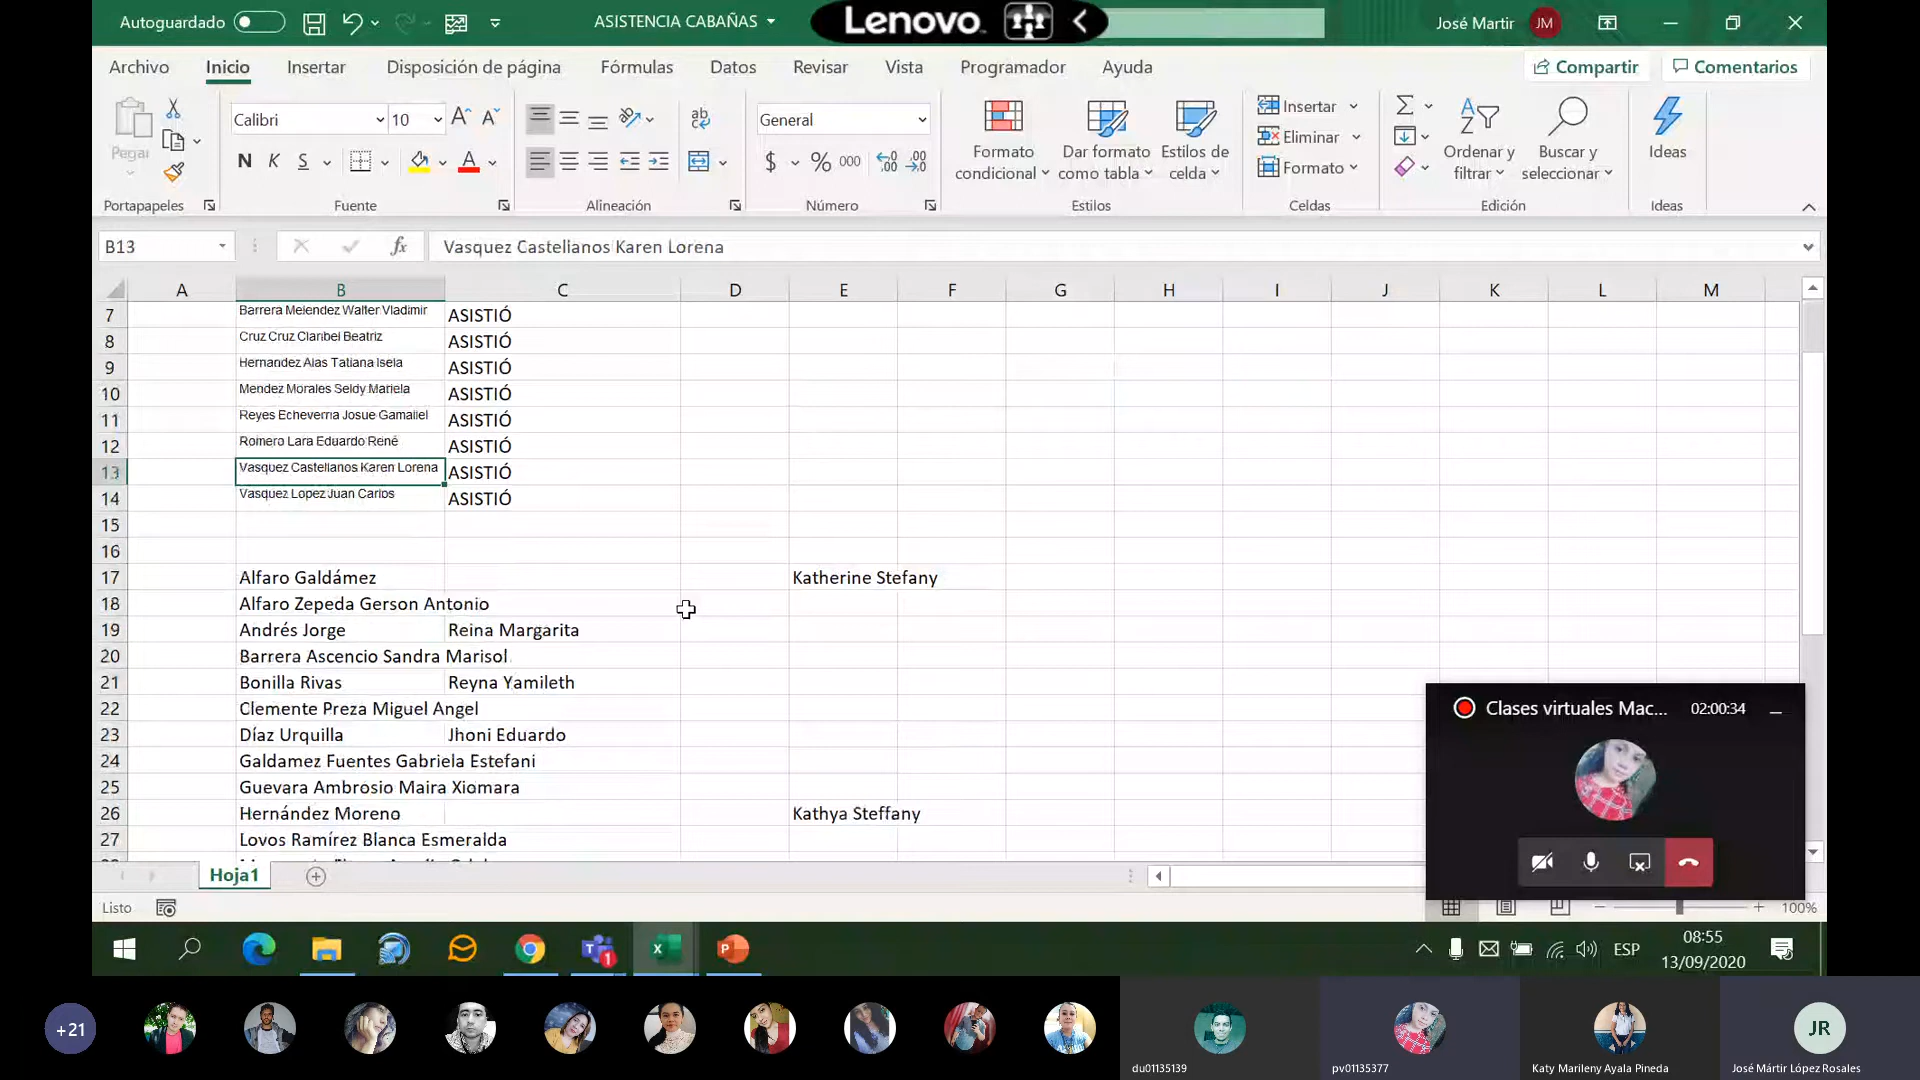 Autoguardado
ASISTENCIA CABAÑAS
Lenovo
José Martir JM
Archivo Inicio Insertar Disposición de página Fórmulas Datos Revisar Vista Programador Ayuda Compartir Comentarios
Pegar
Calibri 10
N K S
General
$ % 000
Formato condicional
Dar formato como tabla
Estilos de celda
Insertar
Eliminar
Formato
Ordenar y filtrar
Buscar y seleccionar
Ideas
Portapapeles Fuente Alineación Número Estilos Celdas Edición Ideas
B13 fx Vasquez Castellanos Karen Lorena
A B C D E F G H I J K L M
7 Barrera Melendez Walter Vladimir ASISTIÓ
8 Cruz Cruz Claribel Beatriz ASISTIÓ
9 Hernandez Alas Tatiana Isela ASISTIÓ
10 Mendez Morales Seldy Mariela ASISTIÓ
11 Reyes Echeverria Josue Gamaliel ASISTIÓ
12 Romero Lara Eduardo René ASISTIÓ
13 Vasquez Castellanos Karen Lorena ASISTIÓ
14 Vasquez Lopez Juan Carlos ASISTIÓ
15
16
17 Alfaro Galdámez Katherine Stefany
18 Alfaro Zepeda Gerson Antonio
19 Andrés Jorge Reina Margarita
20 Barrera Ascencio Sandra Marisol
21 Bonilla Rivas Reyna Yamileth
22 Clemente Preza Miguel Angel
23 Díaz Urquilla Jhoni Eduardo
24 Galdamez Fuentes Gabriela Estefani
25 Guevara Ambrosio Maira Xiomara
26 Hernández Moreno Kathya Steffany
27 Lovos Ramírez Blanca Esmeralda
Clases virtuales Mac... 02:00:34
Hoja1
Listo
100%
ESP
08:55
13/09/2020
+21
du01135139
pv01135377
Katy Marileny Ayala Pineda
JR
José Mártir López Rosales